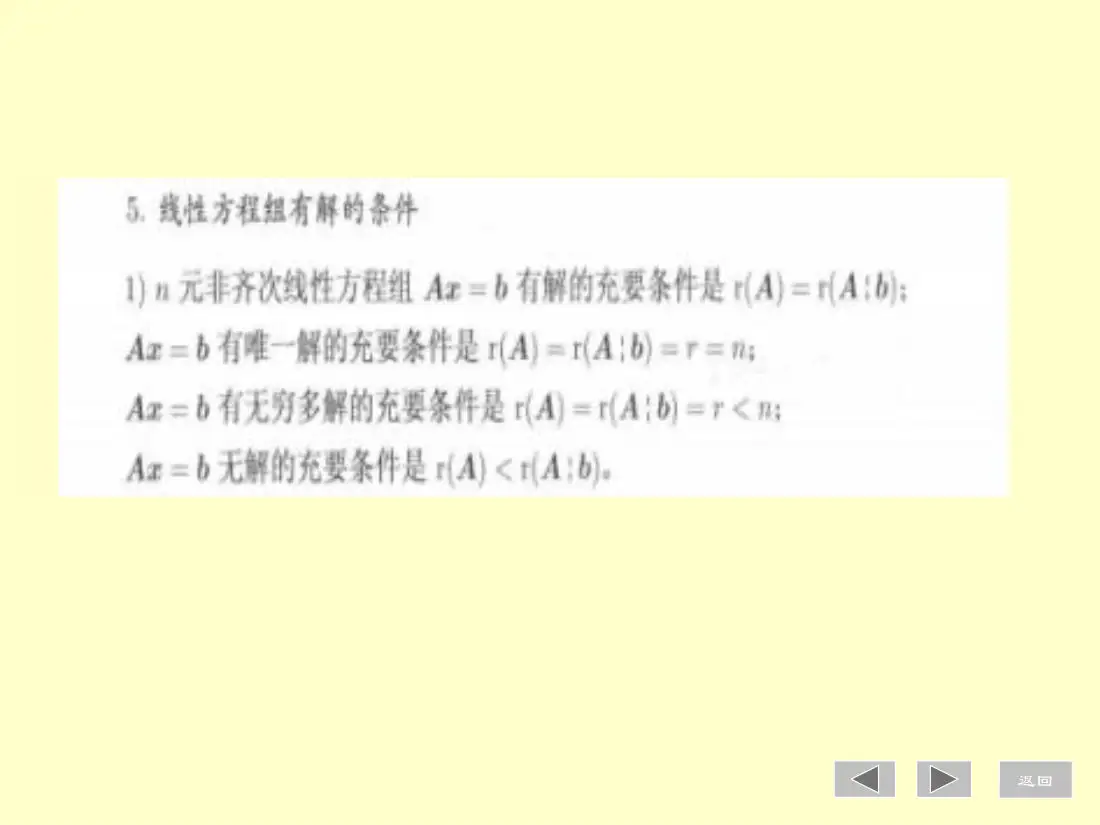 5. 线性方程组有解的条件
1) n 元非齐次线性方程组 Ax = b 有解的充要条件是 r(A) = r(A¦b);
Ax = b 有唯一解的充要条件是 r(A) = r(A¦b) = r = n;
Ax = b 有无穷多解的充要条件是 r(A) = r(A¦b) = r < n;
Ax = b 无解的充要条件是 r(A) < r(A¦b)。
返回